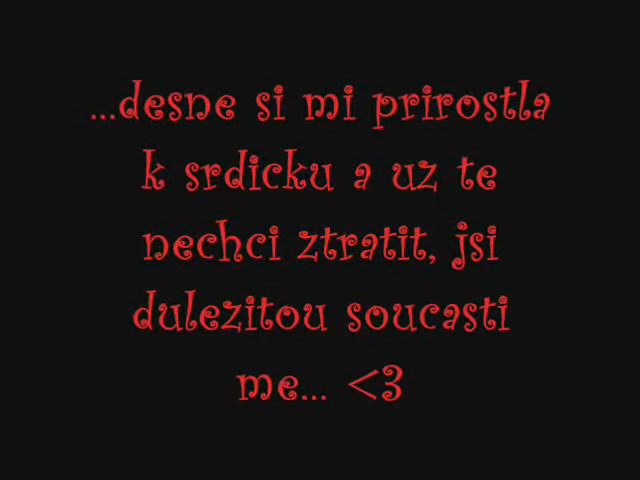 ...desne si mi prirostla
k srdicku a uz te
nechci ztratit, jsi
dulezitou soucasti
me... <3